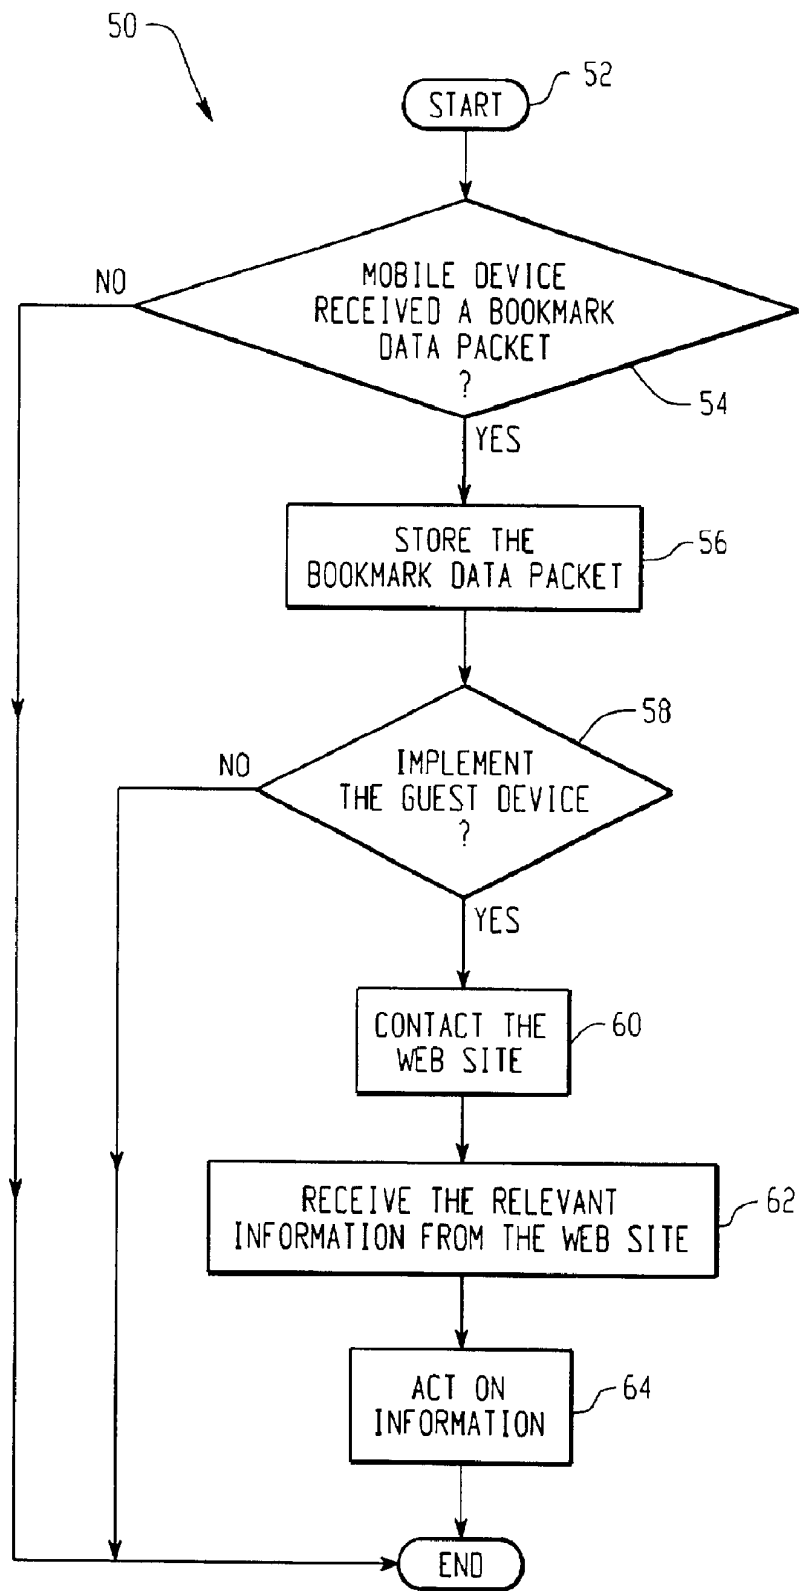 50
START
52
NO
MOBILE DEVICE
RECEIVED A BOOKMARK
DATA PACKET
?
54
YES
STORE THE
BOOKMARK DATA PACKET
56
58
NO
IMPLEMENT
THE GUEST DEVICE
?
YES
CONTACT THE
WEB SITE
60
RECEIVE THE RELEVANT
INFORMATION FROM THE WEB SITE
62
ACT ON
INFORMATION
64
END